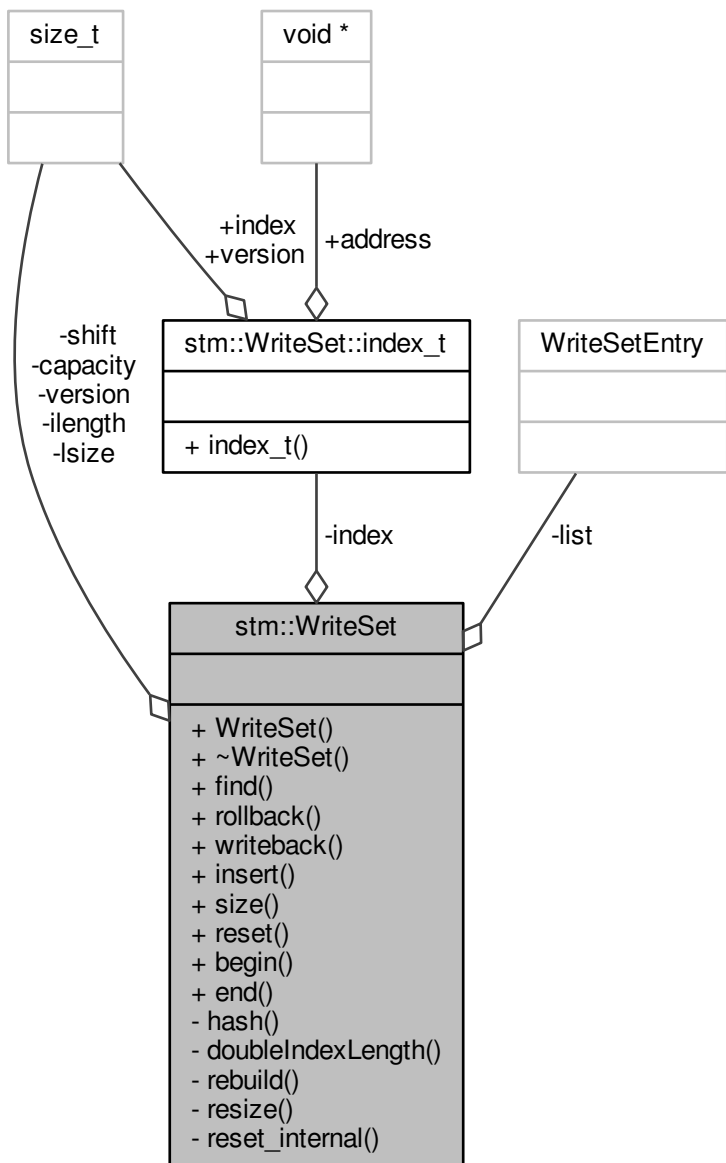 size_t
void *
+index
+version
+address
-shift
-capacity
-version
-ilength
-lsize
stm::WriteSet::index_t
+ index_t()
WriteSetEntry
-index
-list
stm::WriteSet
+ WriteSet()
+ ~WriteSet()
+ find()
+ rollback()
+ writeback()
+ insert()
+ size()
+ reset()
+ begin()
+ end()
- hash()
- doubleIndexLength()
- rebuild()
- resize()
- reset_internal()